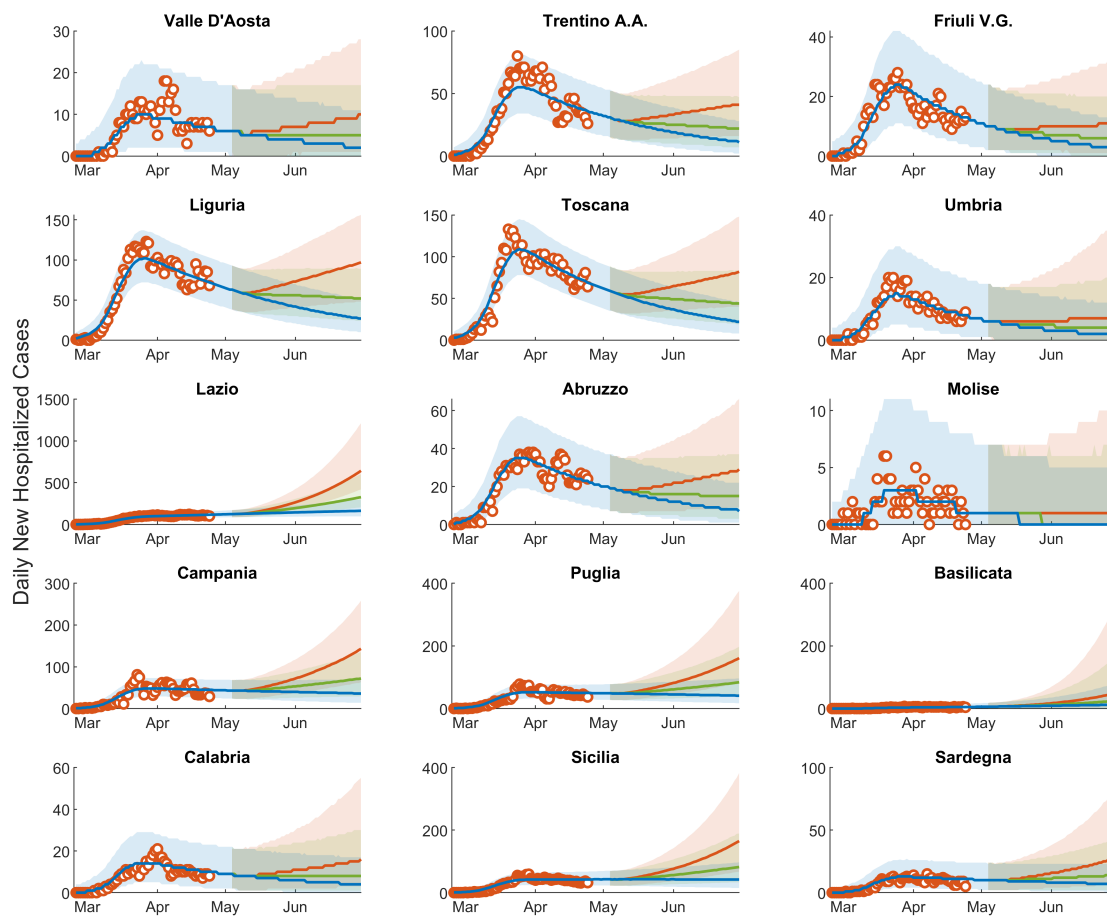 Daily New Hospitalized Cases
Valle D'Aosta
30
20
10
0
Mar Apr May Jun
Trentino A.A.
100
50
0
Mar Apr May Jun
Friuli V.G.
40
20
0
Mar Apr May Jun
Liguria
150
100
50
0
Mar Apr May Jun
Toscana
150
100
50
0
Mar Apr May Jun
Umbria
40
20
0
Mar Apr May Jun
Lazio
1500
1000
500
0
Mar Apr May Jun
Abruzzo
60
40
20
0
Mar Apr May Jun
Molise
10
5
0
Mar Apr May Jun
Campania
300
200
100
0
Mar Apr May Jun
Puglia
400
200
0
Mar Apr May Jun
Basilicata
400
200
0
Mar Apr May Jun
Calabria
60
40
20
0
Mar Apr May Jun
Sicilia
400
200
0
Mar Apr May Jun
Sardegna
100
50
0
Mar Apr May Jun